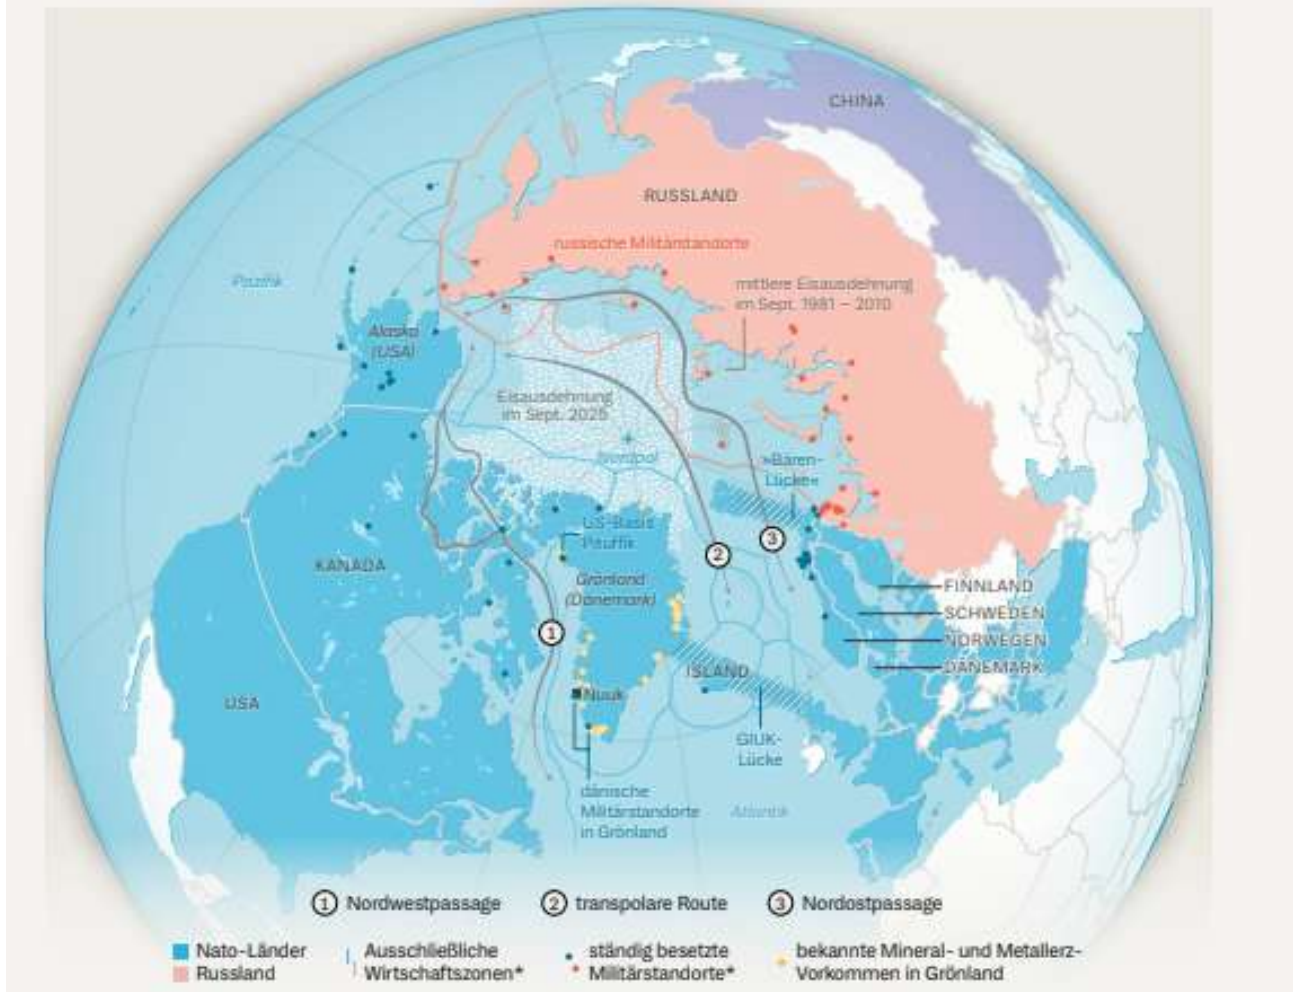 CHINA
RUSSLAND
russische Militärstandorte
mittlere Eisausdehnung
im Sept. 1981 – 2010
Pazifik
Alaska
(USA)
Eisausdehnung
im Sept. 2025
Nordpol
»Bären-
Lücke«
US-Basis
Pituffik
KANADA
Grönland
(Dänemark)
2
3
FINNLAND
SCHWEDEN
NORWEGEN
DÄNEMARK
1
ISLAND
Nuuk
USA
GIUK-
Lücke
dänische
Militärstandorte
in Grönland
Atlantik
1 Nordwestpassage
2 transpolare Route
3 Nordostpassage
Nato-Länder
Russland
Ausschließliche
Wirtschaftszonen*
ständig besetzte
Militärstandorte*
bekannte Mineral- und Metallerz-
Vorkommen in Grönland